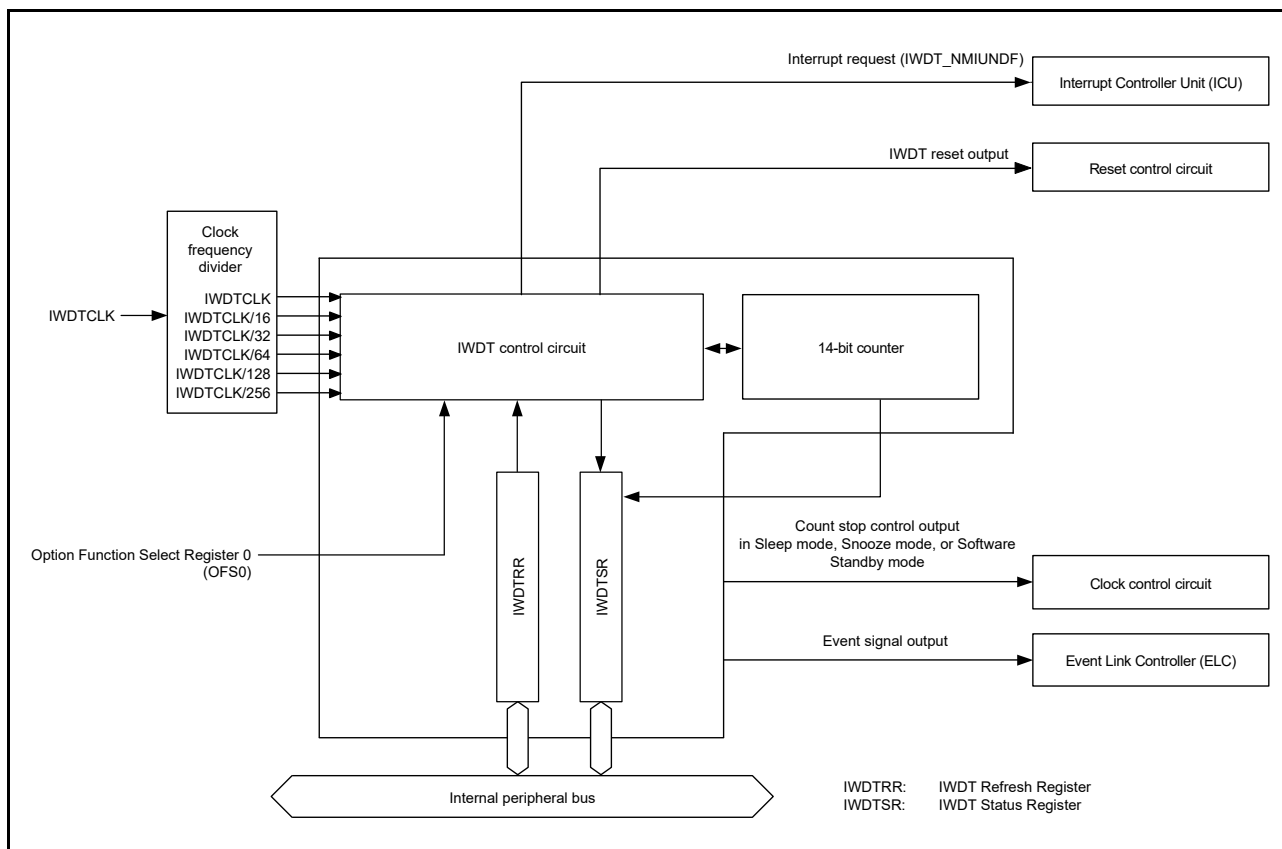 Interrupt request (IWDT_NMIUNDF)
Interrupt Controller Unit (ICU)
IWDT reset output
Reset control circuit
Clock
frequency
divider
IWDTCLK
IWDTCLK
IWDTCLK/16
IWDTCLK/32
IWDTCLK/64
IWDTCLK/128
IWDTCLK/256
IWDT control circuit
14-bit counter
Option Function Select Register 0
(OFS0)
IWDTRR
IWDTSR
Count stop control output
in Sleep mode, Snooze mode, or Software
Standby mode
Clock control circuit
Event signal output
Event Link Controller (ELC)
Internal peripheral bus
IWDTRR: IWDT Refresh Register
IWDTSR: IWDT Status Register